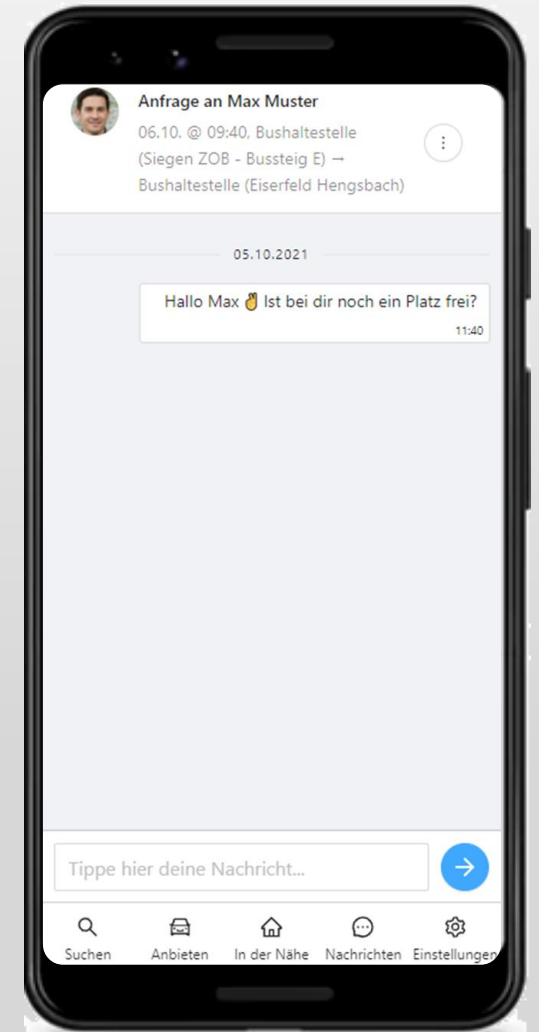 Anfrage an Max Muster
06.10. @ 09:40, Bushaltestelle
(Siegen ZOB - Bussteig E) →
Bushaltestelle (Eiserfeld Hengsbach)
05.10.2021
Hallo Max ✌ Ist bei dir noch ein Platz frei?
11:40
Tippe hier deine Nachricht...
Suchen Anbieten In der Nähe Nachrichten Einstellungen